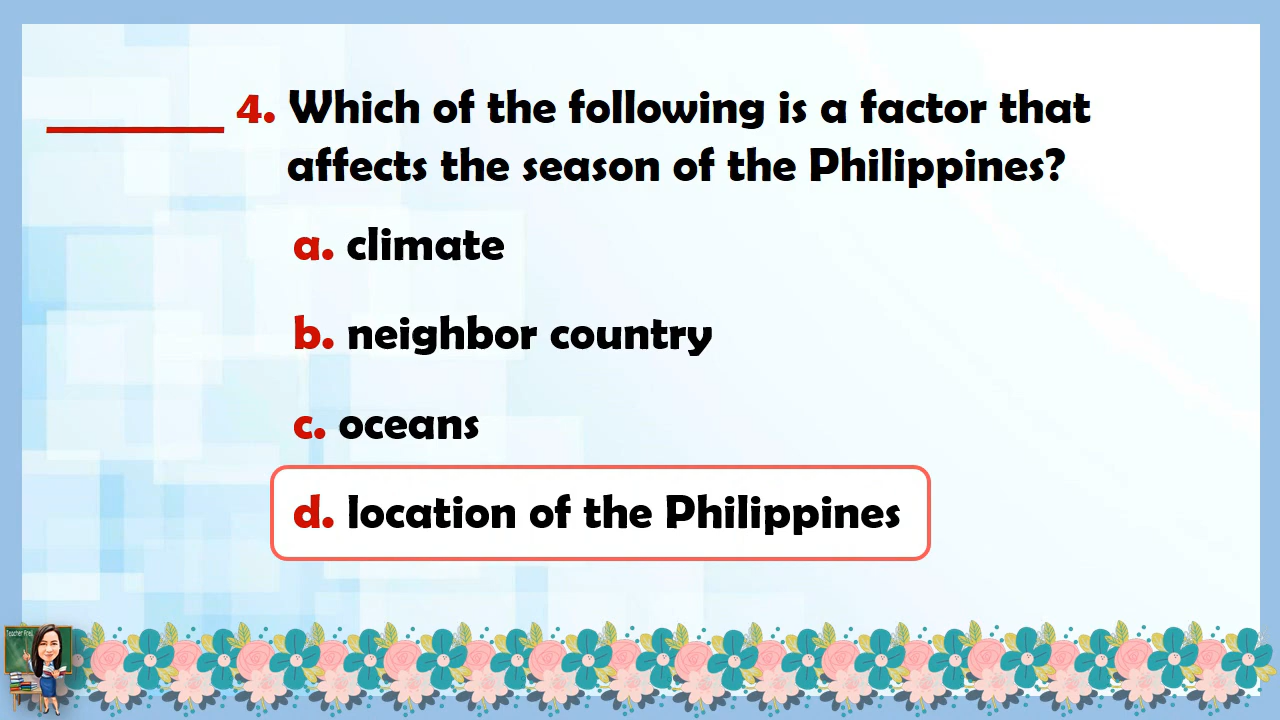 ________ 4. Which of the following is a factor that
affects the season of the Philippines?
a. climate
b. neighbor country
c. oceans
d. location of the Philippines